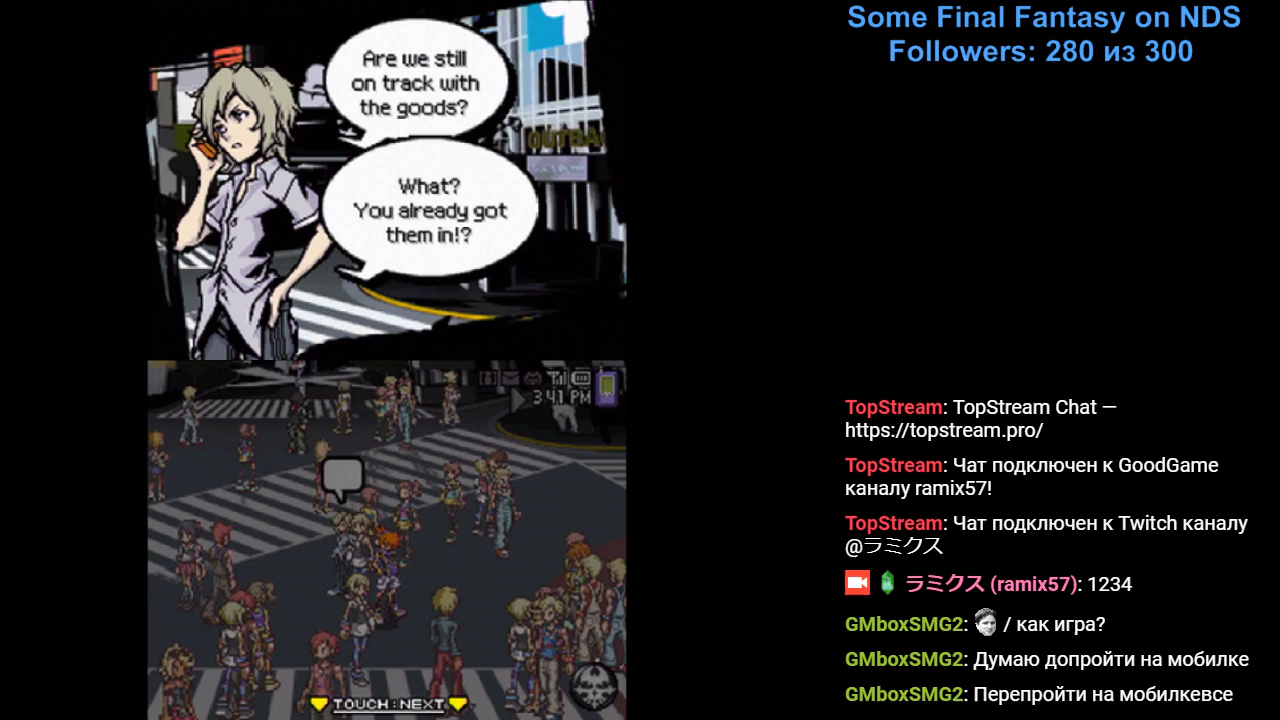 Some Final Fantasy on NDS
Followers: 280 из 300
Are we still
on track with
the goods?
What?
You already got
them in!?
OUTBA
3:41 PM
TOUCH:NEXT
TopStream: TopStream Chat —
https://topstream.pro/
TopStream: Чат подключен к GoodGame
каналу ramix57!
TopStream: Чат подключен к Twitch каналу
@ラミクス
ラミクス (ramix57): 1234
GMboxSMG2: / как игра?
GMboxSMG2: Думаю допройти на мобилке
GMboxSMG2: Перепройти на мобилкевсе